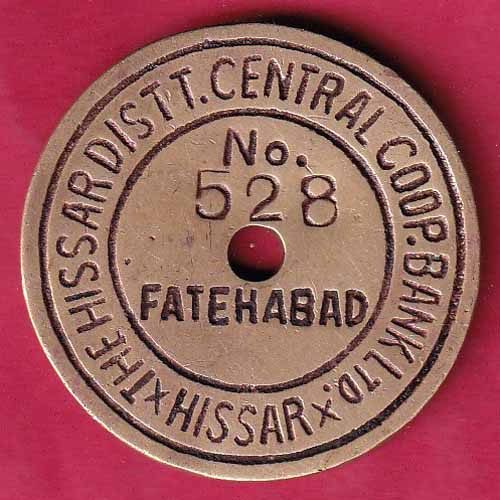 THE HISSAR DISTT. CENTRAL COOP. BANK LTD.
x HISSAR x
No.
528
FATEHABAD